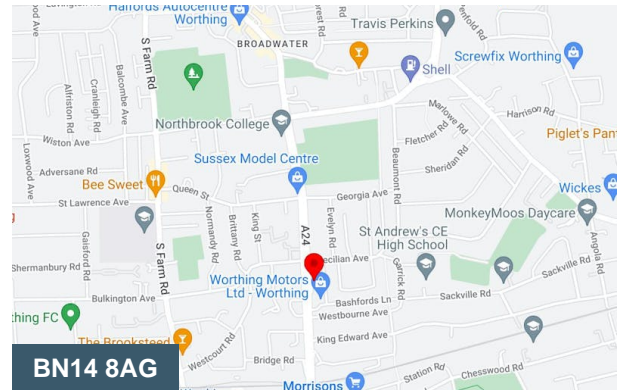 Halfords Autocentre
Worthing
Travis Perkins
BROADWATER
Screwfix Worthing
S Farm Rd
Balcombe Ave
Cranleigh Rd
Alfriston Rd
Loxwood Ave
Shell
Marlowe Rd
Harrison Rd
Northbrook College
Fletcher Rd
Piglet's Pan
Wiston Ave
Sussex Model Centre
Sheridan Rd
Beaumont Rd
Adversane Rd
Bee Sweet
Queen St
Georgia Ave
Wickes
St Lawrence Ave
Normandy Rd
Brittany Rd
King St
A24
Evelyn Rd
St Andrew's CE
High School
MonkeyMoos Daycare
Angola Rd
Gaisford Rd
S Farm Rd
Shermanbury Rd
Cecilian Ave
Garrick Rd
Sackville Rd
Worthing Motors
Ltd - Worthing
Bulkington Ave
Bashfords Ln
Sackville Rd
thing FC
Westbourne Ave
The Brooksteed
King Edward Ave
Westcourt Rd
Station Rd
Bridge Rd
Chesswood Rd
Morrisons
BN14 8AG